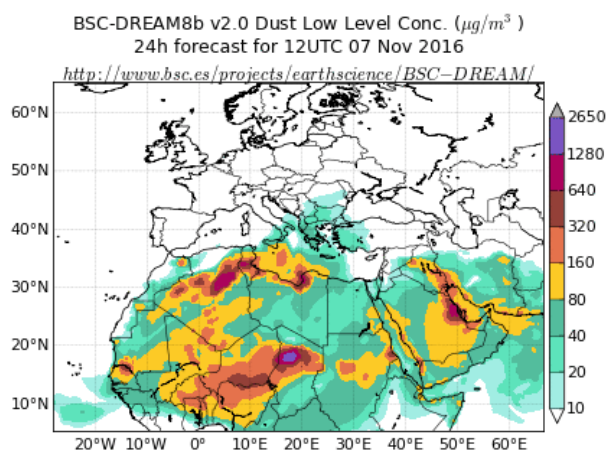 BSC-DREAM8b v2.0 Dust Low Level Conc. (μg/m³ )
24h forecast for 12UTC 07 Nov 2016
http://www.bsc.es/projects/earthscience/BSC−DREAM/
60°N
50°N
40°N
30°N
20°N
10°N
20°W 10°W 0° 10°E 20°E 30°E 40°E 50°E 60°E
2650
1280
640
320
160
80
40
20
10